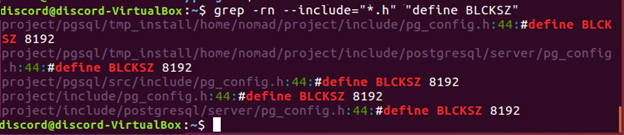 discord@discord-VirtualBox:~$ grep -rn --include="*.h" "define BLCKSZ"
project/pgsql/tmp_install/home/nomad/project/include/pg_config.h:44:#define BLCK
SZ 8192
project/pgsql/tmp_install/home/nomad/project/include/postgresql/server/pg_config
.h:44:#define BLCKSZ 8192
project/pgsql/src/include/pg_config.h:44:#define BLCKSZ 8192
project/include/pg_config.h:44:#define BLCKSZ 8192
project/include/postgresql/server/pg_config.h:44:#define BLCKSZ 8192
discord@discord-VirtualBox:~$